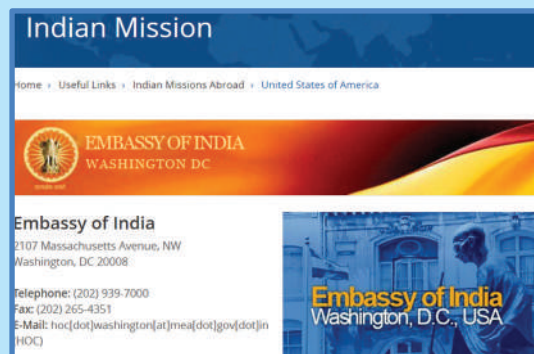 Indian Mission
Home › Useful Links › Indian Missions Abroad › United States of America
EMBASSY OF INDIA
WASHINGTON DC
Embassy of India
2107 Massachusetts Avenue, NW
Washington, DC 20008
Telephone: (202) 939-7000
Fax: (202) 265-4351
E-Mail: hoc[dot]washington[at]mea[dot]gov[dot]in
(HOC)
Embassy of India
Washington, D.C., USA